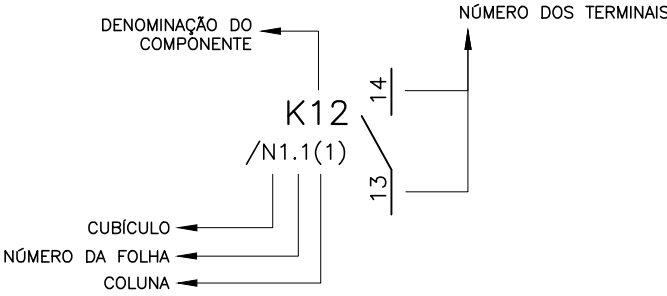 NÚMERO DOS TERMINAIS
DENOMINAÇÃO DO
COMPONENTE
14
K12
/N1.1(1)
13
CUBÍCULO
NÚMERO DA FOLHA
COLUNA